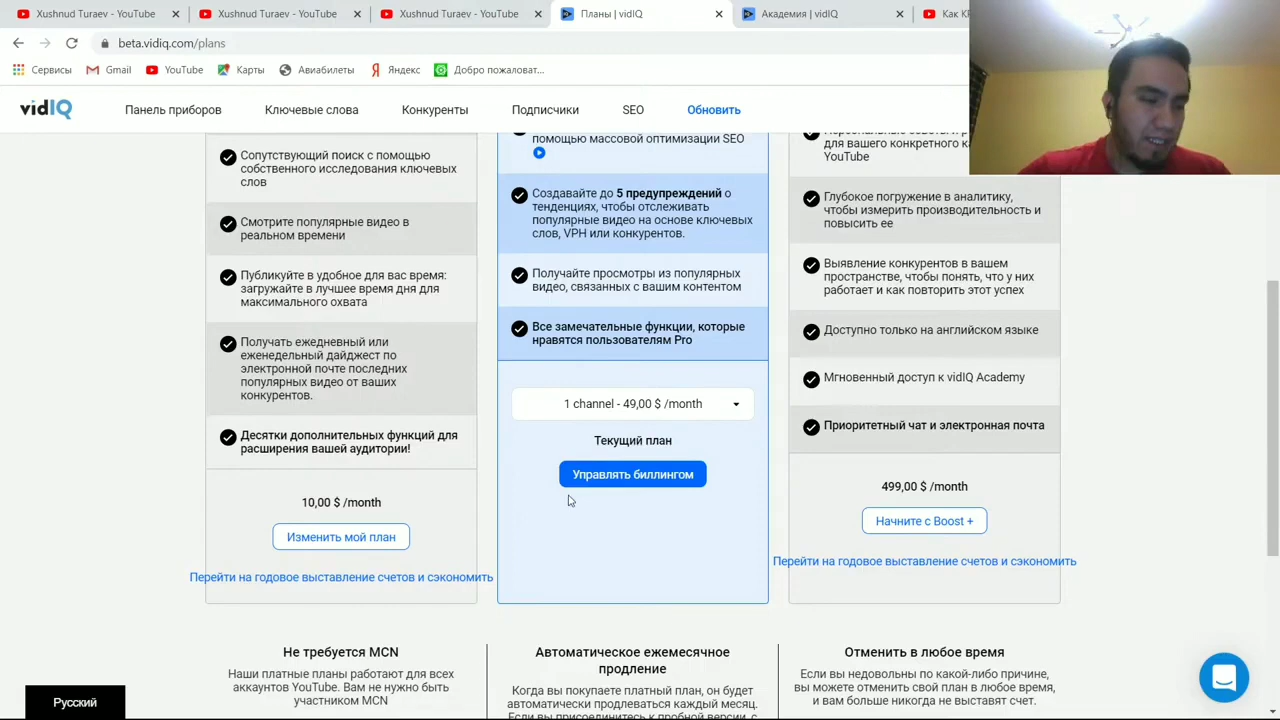 Xushnud Turaev - YouTube
Xushnud Turaev - YouTube
Xushnud Turaev - YouTube
Планы | vidIQ
Академия | vidIQ
beta.vidiq.com/plans
Сервисы
Gmail
YouTube
Карты
Авиабилеты
Яндекс
Добро пожаловат...
vidIQ
Панель приборов
Ключевые слова
Конкуренты
Подписчики
SEO
Обновить
Сопутствующий поиск с помощью
собственного исследования ключевых
слов
Смотрите популярные видео в
реальном времени
Публикуйте в удобное для вас время:
загружайте в лучшее время дня для
максимального охвата
Получать ежедневный или
еженедельный дайджест по
электронной почте последних
популярных видео от ваших
конкурентов.
Десятки дополнительных функций для
расширения вашей аудитории!
10,00 $ /month
Изменить мой план
Перейти на годовое выставление счетов и сэкономить
помощью массовой оптимизации SEO
Создавайте до 5 предупреждений о
тенденциях, чтобы отслеживать
популярные видео на основе ключевых
слов, VPH или конкурентов.
Получайте просмотры из популярных
видео, связанных с вашим контентом
Все замечательные функции, которые
нравятся пользователям Pro
1 channel - 49,00 $ /month
Текущий план
Управлять биллингом
для вашего конкретного
YouTube
Глубокое погружение в аналитику,
чтобы измерить производительность и
повысить ее
Выявление конкурентов в вашем
пространстве, чтобы понять, что у них
работает и как повторить этот успех
Доступно только на английском языке
Мгновенный доступ к vidIQ Academy
Приоритетный чат и электронная почта
499,00 $ /month
Начните с Boost +
Перейти на годовое выставление счетов и сэкономить
Не требуется MCN
Наши платные планы работают для всех
аккаунтов YouTube. Вам не нужно быть
участником MCN
Автоматическое ежемесячное
продление
Когда вы покупаете платный план, он будет
автоматически продлеваться каждый месяц.
Если вы присоединитесь к пробной версии, с
Отменить в любое время
Если вы недовольны по какой-либо причине,
вы можете отменить свой план в любое время,
и вам больше никогда не выставят счет.
Русский